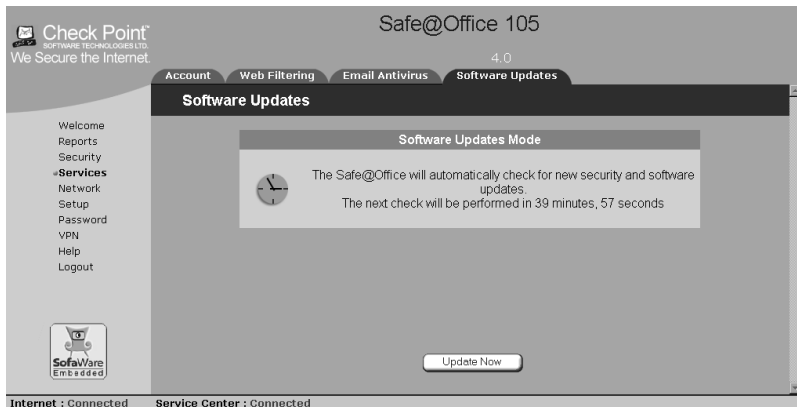 Check Point™
SOFTWARE TECHNOLOGIES LTD.
We Secure the Internet.
Safe@Office 105
4.0
Account
Web Filtering
Email Antivirus
Software Updates
Software Updates
Welcome
Reports
Security
Services
Network
Setup
Password
VPN
Help
Logout
Software Updates Mode
The Safe@Office will automatically check for new security and software
updates.
The next check will be performed in 39 minutes, 57 seconds
Update Now
SofaWare
Embedded
Internet : Connected
Service Center : Connected